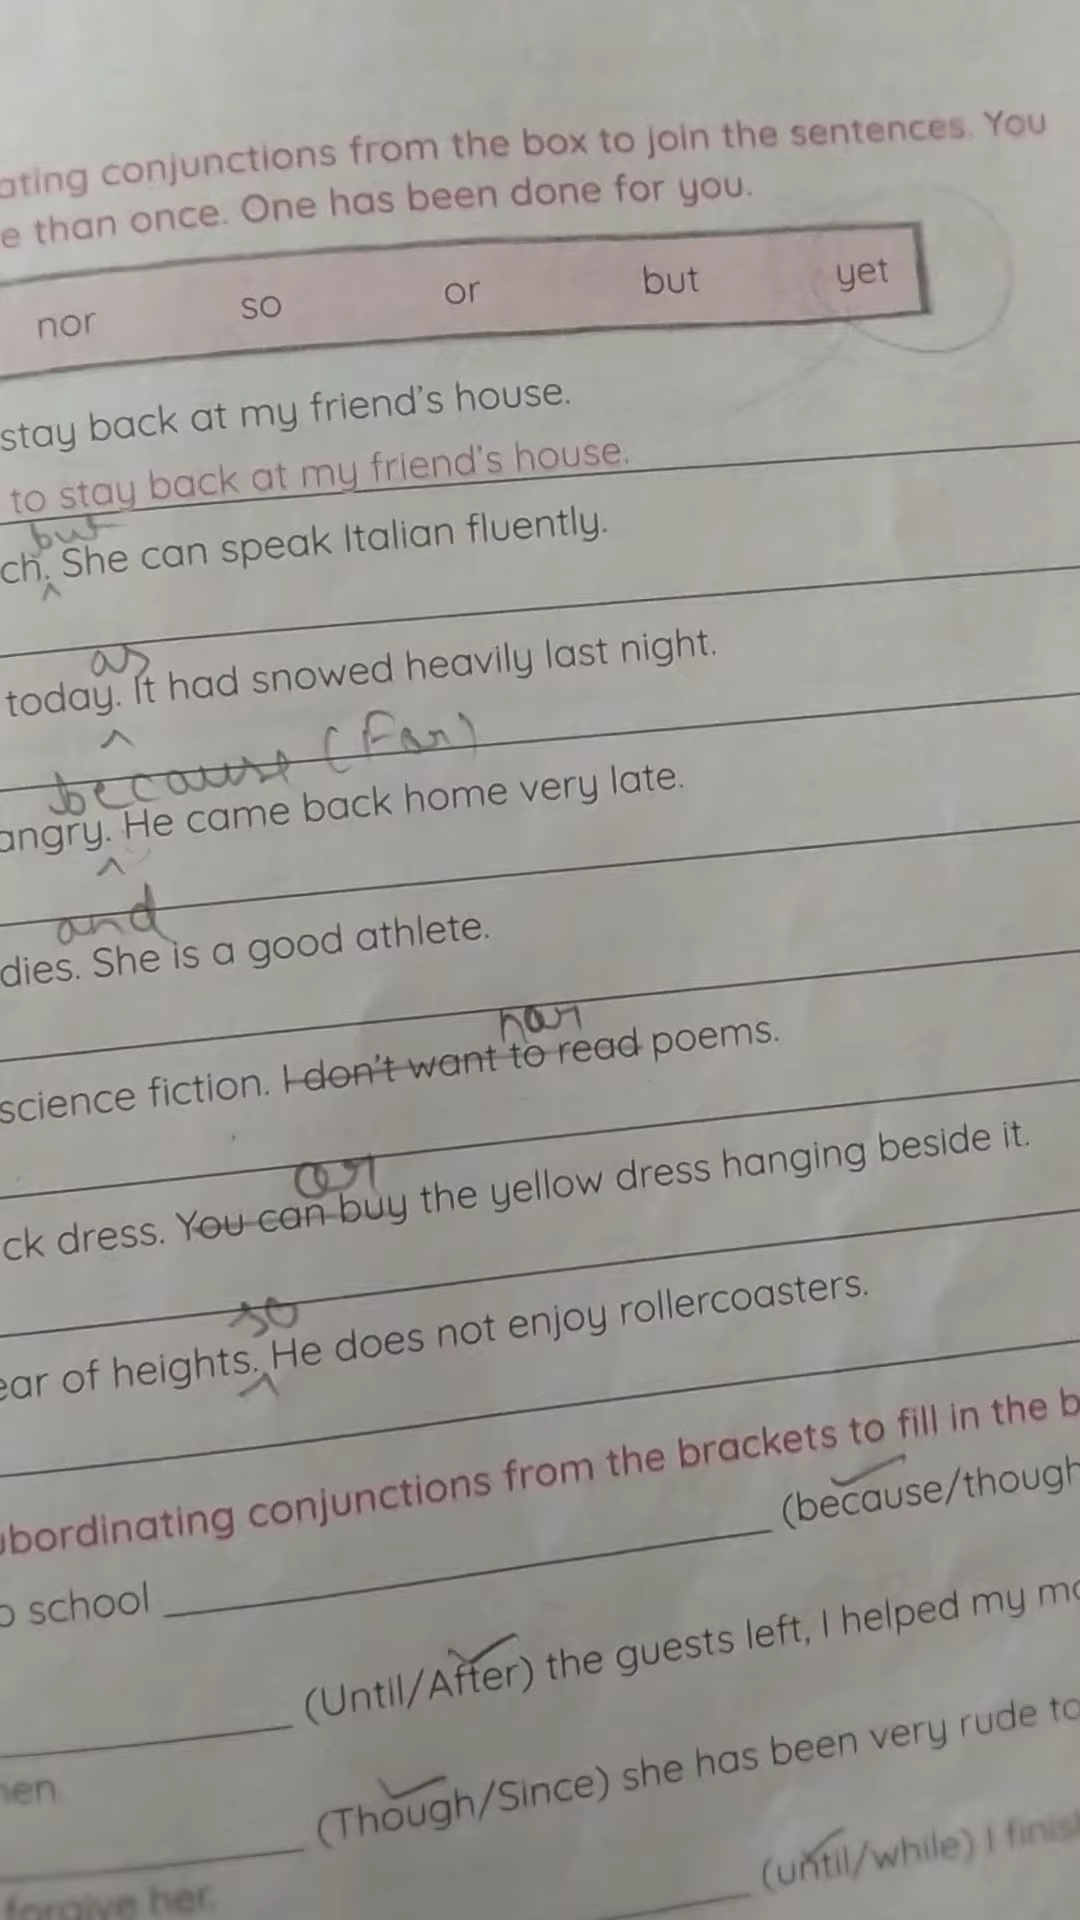 ating conjunctions from the box to join the sentences. You
e than once. One has been done for you.
nor so or but yet
stay back at my friend's house.
to stay back at my friend's house.
but
ch. She can speak Italian fluently.
as
today. It had snowed heavily last night.
because (For)
angry. He came back home very late.
and
dies. She is a good athlete.
nor
science fiction. I don't want to read poems.
or
ck dress. You can buy the yellow dress hanging beside it.
so
ear of heights. He does not enjoy rollercoasters.
ubordinating conjunctions from the brackets to fill in the b
o school (because/though
(Until/After) the guests left, I helped my mo
hen.
(Though/Since) she has been very rude to
forgive her.
(until/while) I finish